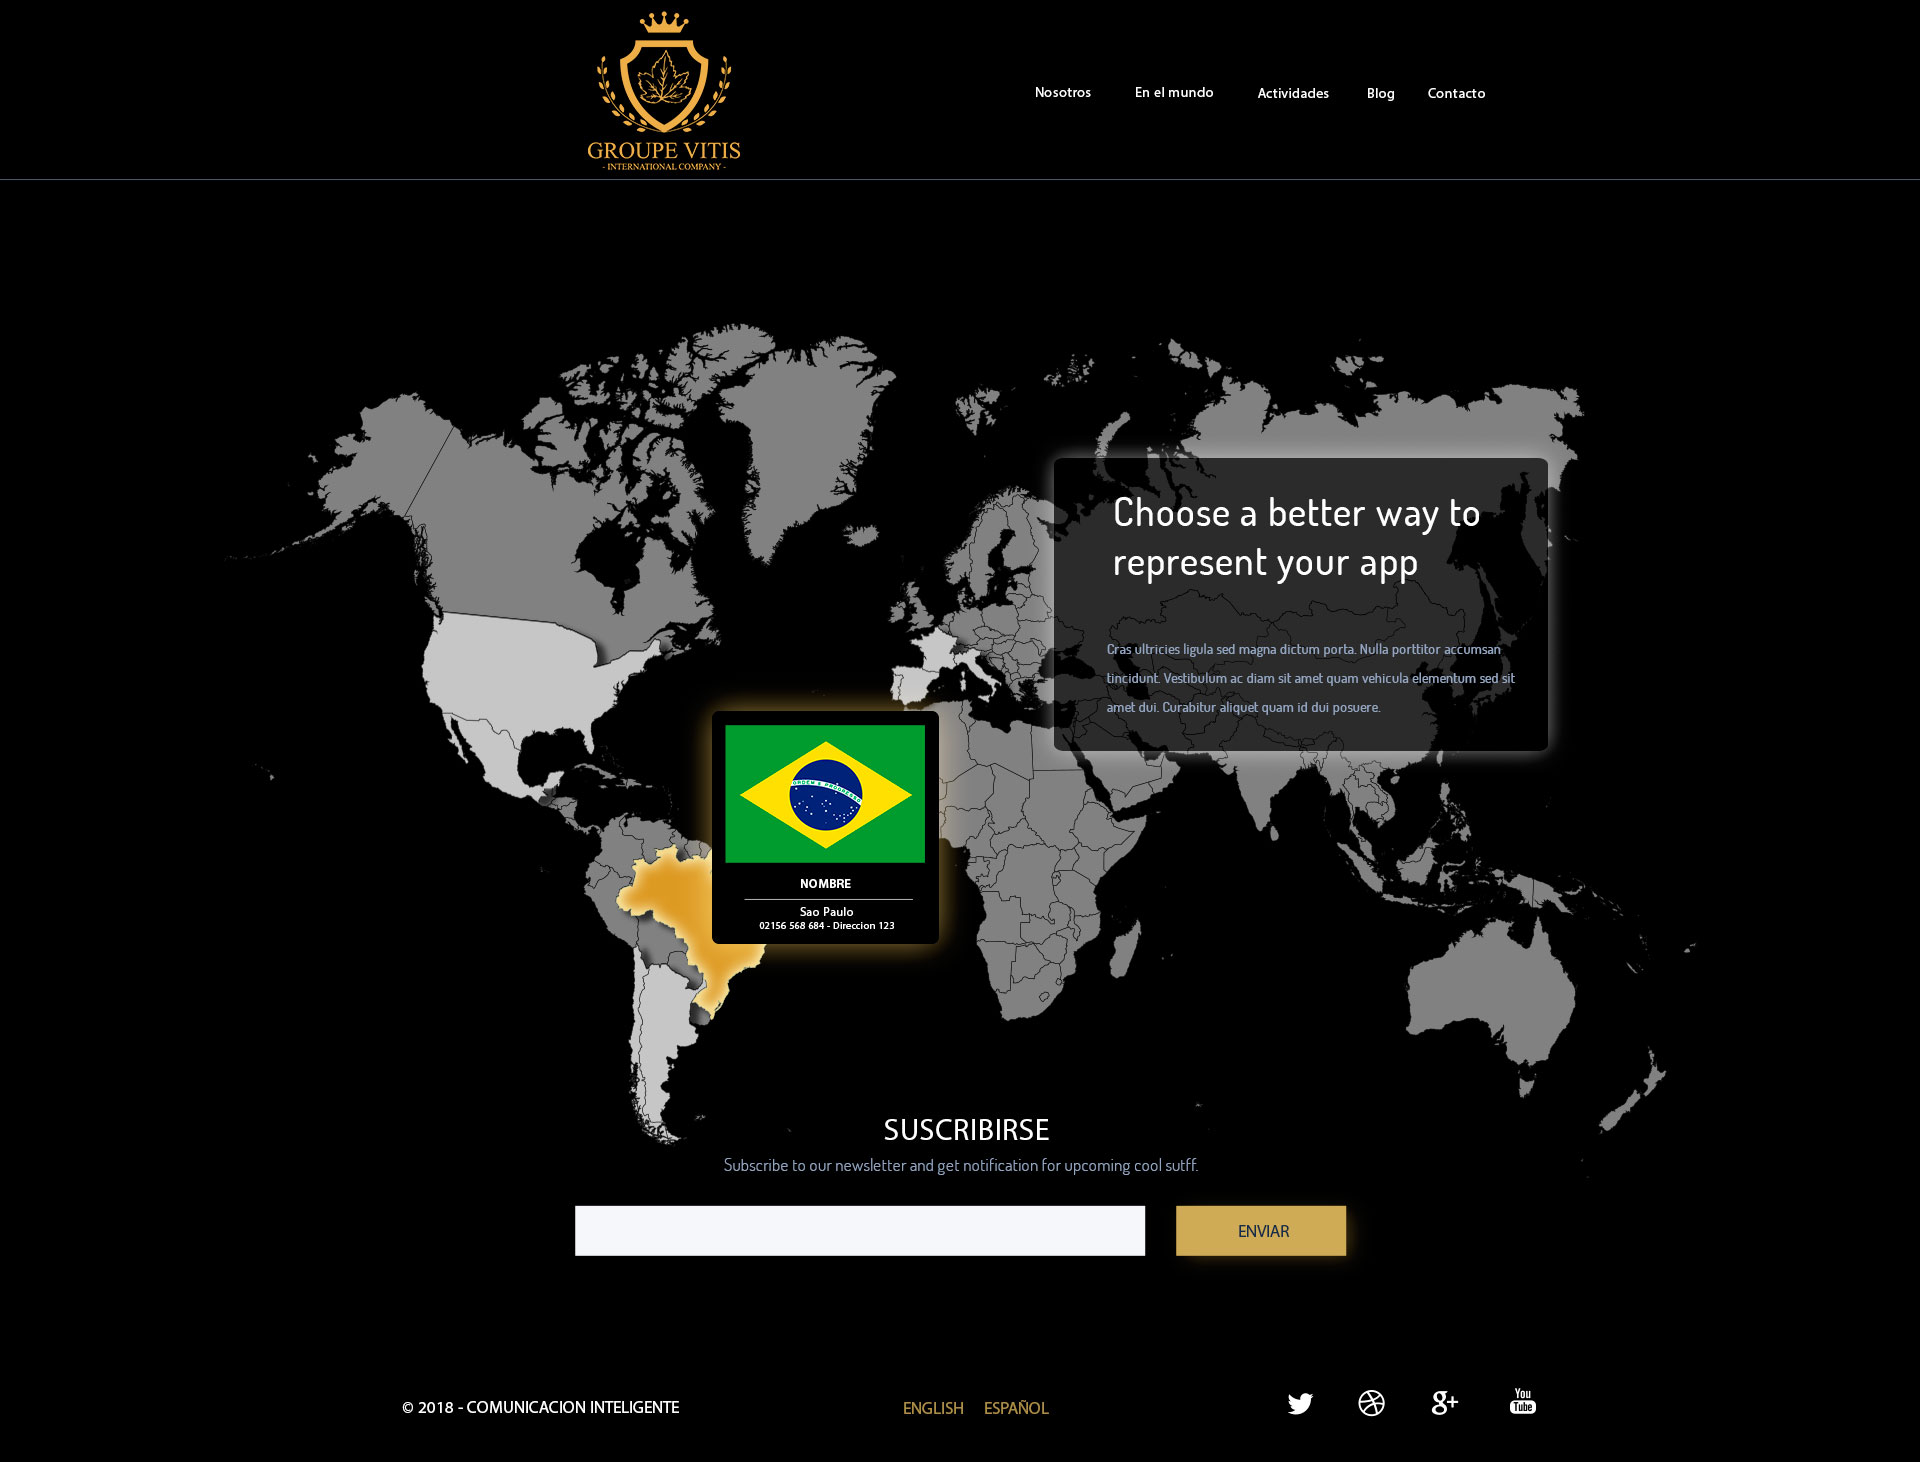 GROUPE VITIS
- INTERNATIONAL COMPANY -
Nosotros
En el mundo
Actividades
Blog
Contacto
Choose a better way to
represent your app
Cras ultricies ligula sed magna dictum porta. Nulla porttitor accumsan
tincidunt. Vestibulum ac diam sit amet quam vehicula elementum sed sit
amet dui. Curabitur aliquet quam id dui posuere.
ORDEM E PROGRESSO
NOMBRE
Sao Paulo
02156 568 684 - Direccion 123
SUSCRIBIRSE
Subscribe to our newsletter and get notification for upcoming cool sutff.
ENVIAR
© 2018 - COMUNICACION INTELIGENTE
ENGLISH
ESPAÑOL
g+
You
Tube